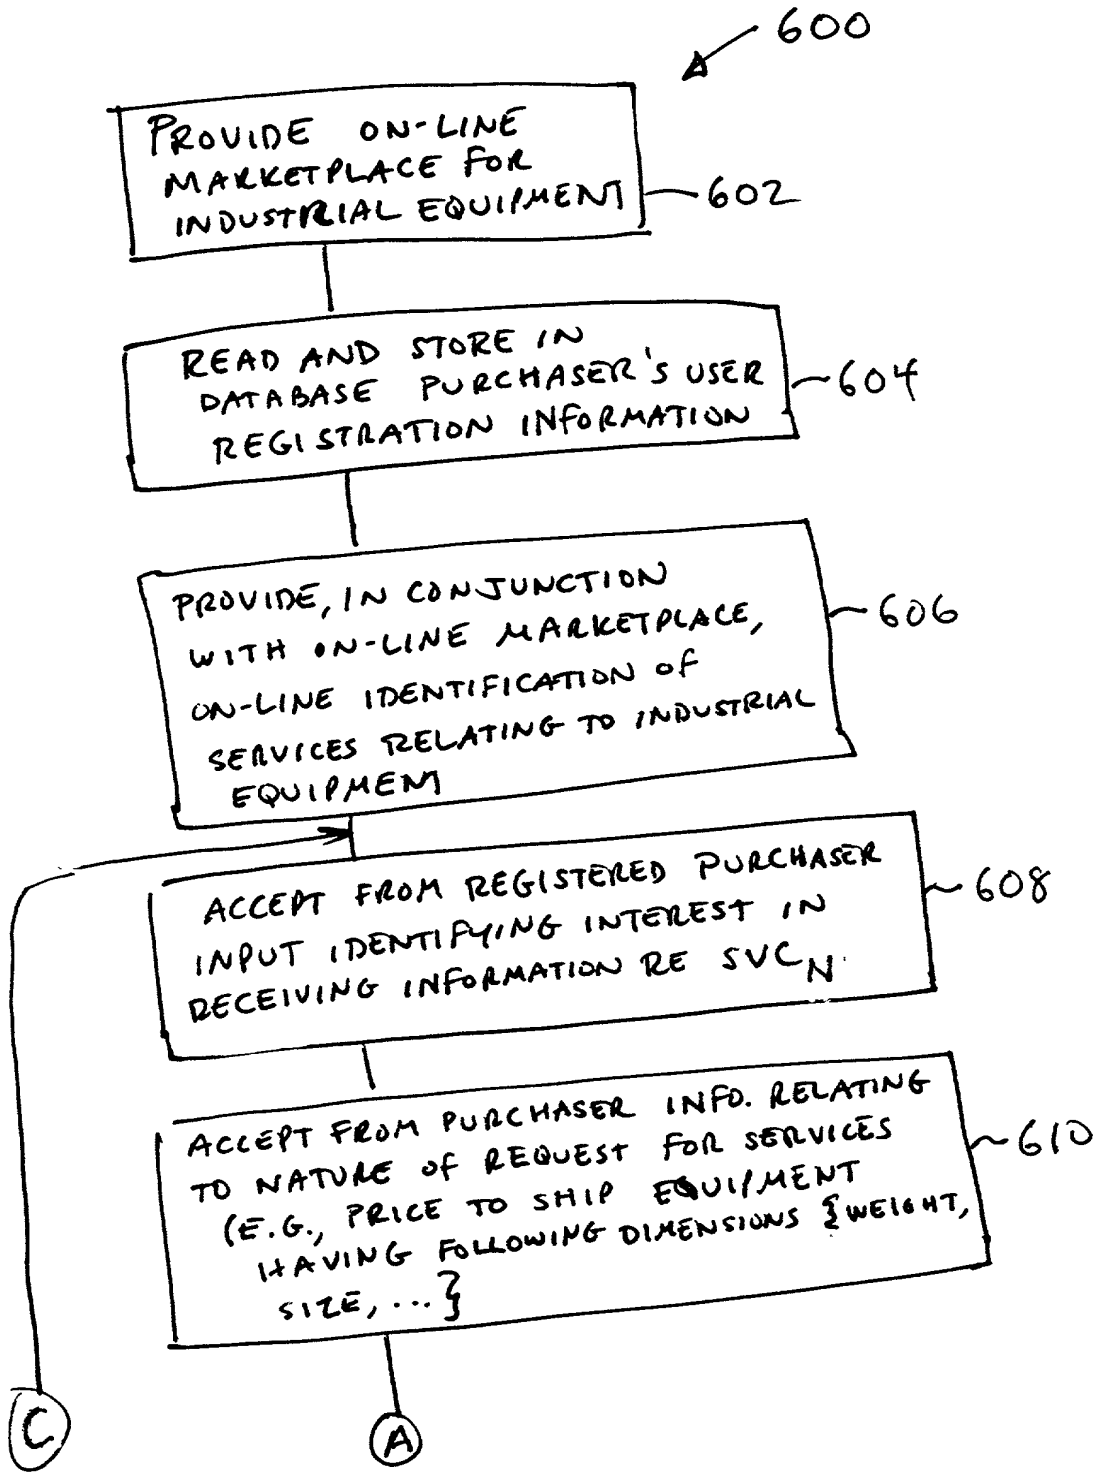 600
PROVIDE ON-LINE
MARKETPLACE FOR
INDUSTRIAL EQUIPMENT
602
READ AND STORE IN
DATABASE PURCHASER'S USER
REGISTRATION INFORMATION
604
PROVIDE, IN CONJUNCTION
WITH ON-LINE MARKETPLACE,
ON-LINE IDENTIFICATION OF
SERVICES RELATING TO INDUSTRIAL
EQUIPMENT
606
ACCEPT FROM REGISTERED PURCHASER
INPUT IDENTIFYING INTEREST IN
RECEIVING INFORMATION RE SVC_N
608
ACCEPT FROM PURCHASER INFO. RELATING
TO NATURE OF REQUEST FOR SERVICES
(E.G., PRICE TO SHIP EQUIPMENT
HAVING FOLLOWING DIMENSIONS {WEIGHT,
SIZE, ...}
610
C
A